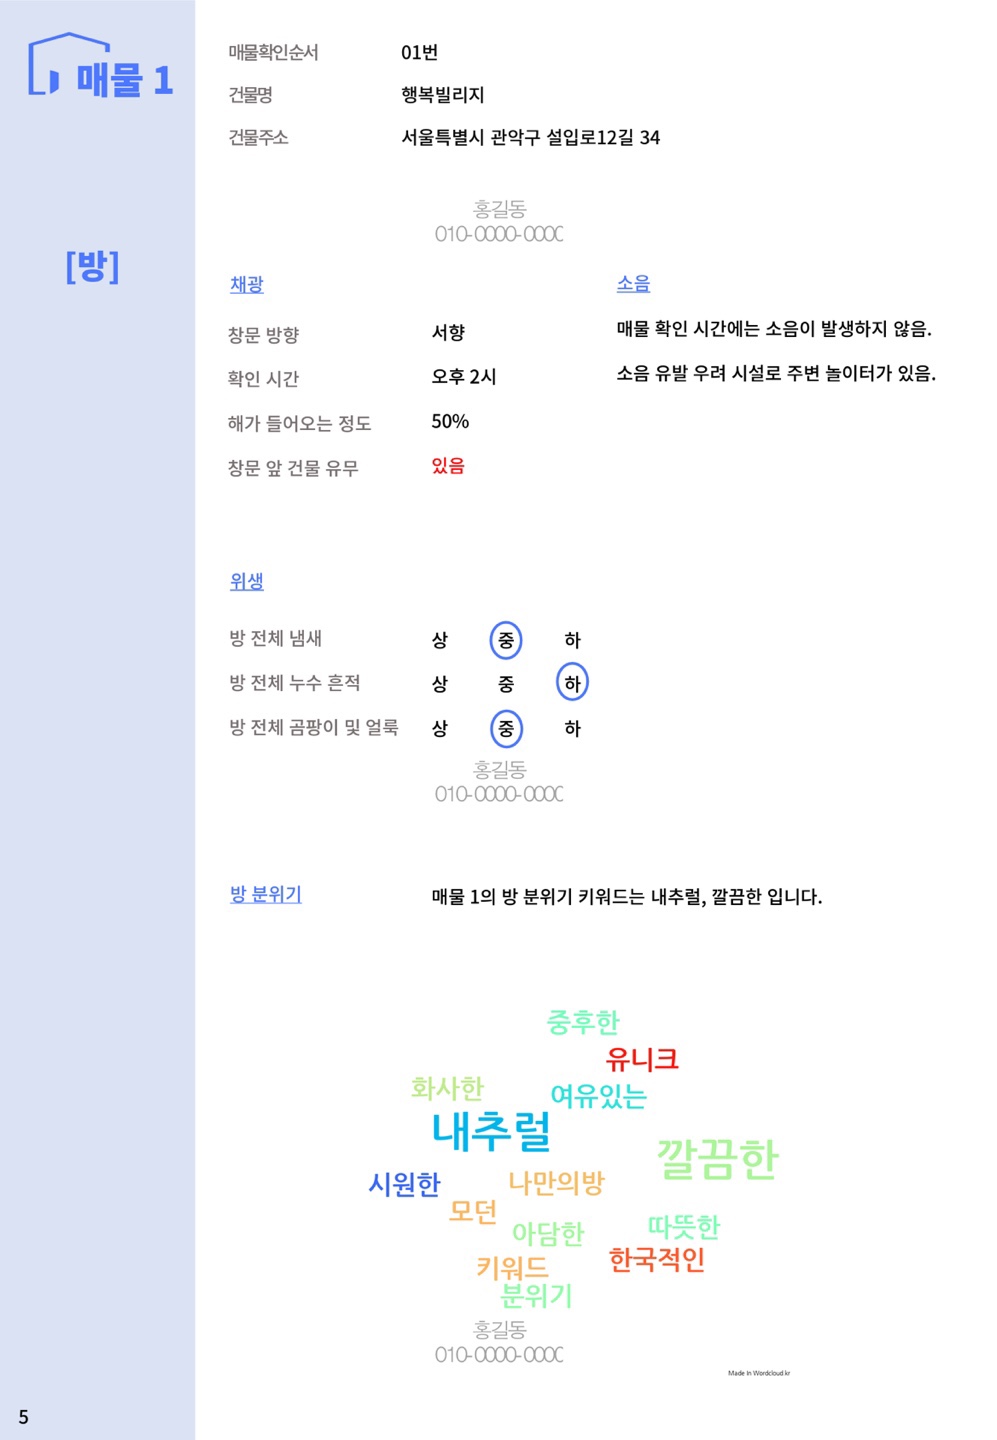 매물 1
매물확인순서 01번
건물명 행복빌리지
건물주소 서울특별시 관악구 설입로12길 34
홍길동
010-0000-000C
[방]
채광
창문 방향 서향
확인 시간 오후 2시
해가 들어오는 정도 50%
창문 앞 건물 유무 있음
소음
매물 확인 시간에는 소음이 발생하지 않음.
소음 유발 우려 시설로 주변 놀이터가 있음.
위생
방 전체 냄새 상 중 하
방 전체 누수 흔적 상 중 하
방 전체 곰팡이 및 얼룩 상 중 하
홍길동
010-0000-000C
방 분위기 매물 1의 방 분위기 키워드는 내추럴, 깔끔한 입니다.
중후한
유니크
화사한 여유있는
내추럴
깔끔한
시원한 나만의방
모던
아담한 따뜻한
키워드 한국적인
분위기
홍길동
010-0000-000C
Made In Wordcloud.kr
5